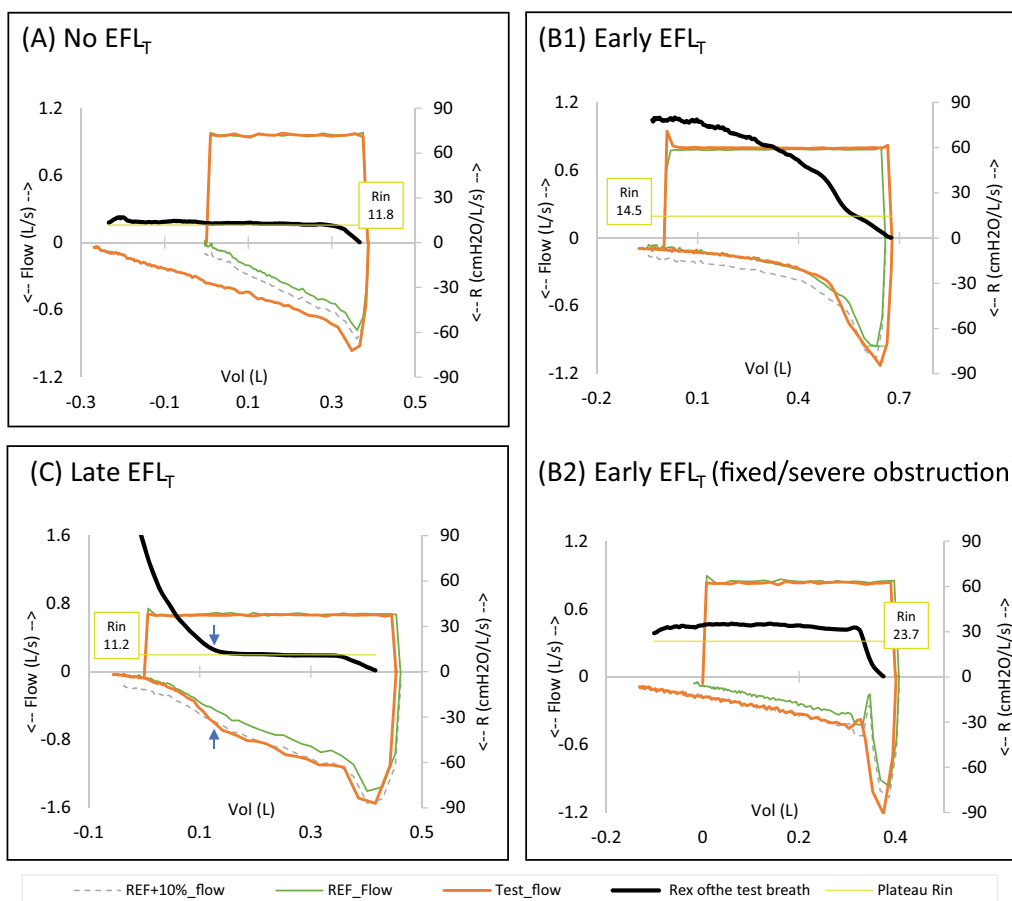 (A) No EFLT
1.2
0.6
0
-0.6
-1.2
90
60
30
0
-30
-60
-90
<-- Flow (L/s) -->
<-- R (cmH2O/L/s) -->
Rin
11.8
Vol (L)
-0.3
-0.1
0.1
0.3
0.5
(B1) Early EFLT
1.2
0.6
0
-0.6
-1.2
90
60
30
0
-30
-60
-90
<-- Flow (L/s) -->
<-- R (cmH2O/L/s) -->
Rin
14.5
Vol (L)
-0.2
0.1
0.4
0.7
(C) Late EFLT
1.6
0.8
0
-0.8
-1.6
90
60
30
0
-30
-60
-90
<-- Flow (L/s) -->
<-- R (cmH2O/L/s) -->
Rin
11.2
Vol (L)
-0.1
0.1
0.3
0.5
(B2) Early EFLT (fixed/severe obstruction
1.2
0.6
0
-0.6
-1.2
90
60
30
0
-30
-60
-90
<-- Flow (L/s) -->
<-- R (cmH2O/L/s) -->
Rin
23.7
Vol (L)
-0.2
0
0.2
0.4
REF+10%_flow
REF_Flow
Test_flow
Rex ofthe test breath
Plateau Rin